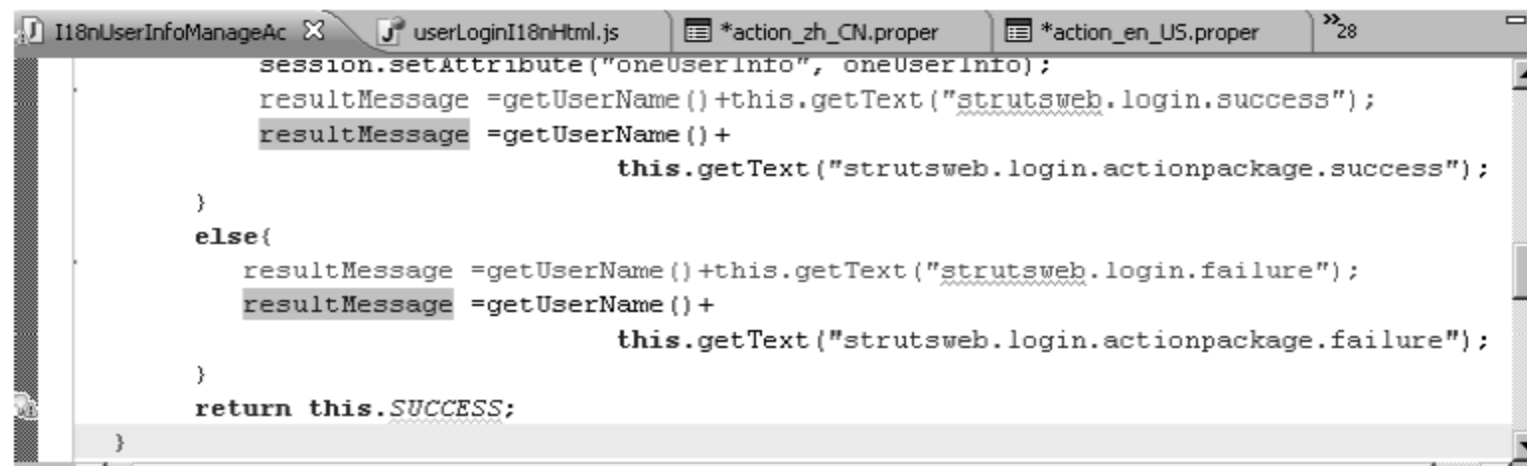 I18nUserInfoManageAc userLoginI18nHtml.js *action_zh_CN.proper *action_en_US.proper »28
session.setAttribute("oneUserInfo", oneUserInfo);
resultMessage =getUserName()+this.getText("strutsweb.login.success");
resultMessage =getUserName()+
this.getText("strutsweb.login.actionpackage.success");
}
else{
resultMessage =getUserName()+this.getText("strutsweb.login.failure");
resultMessage =getUserName()+
this.getText("strutsweb.login.actionpackage.failure");
}
return this.SUCCESS;
}